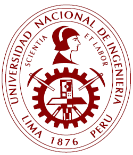 UNIVERSIDAD NACIONAL DE INGENIERIA
SCIENTIA ET LABOR
LIMA 1876 PERU